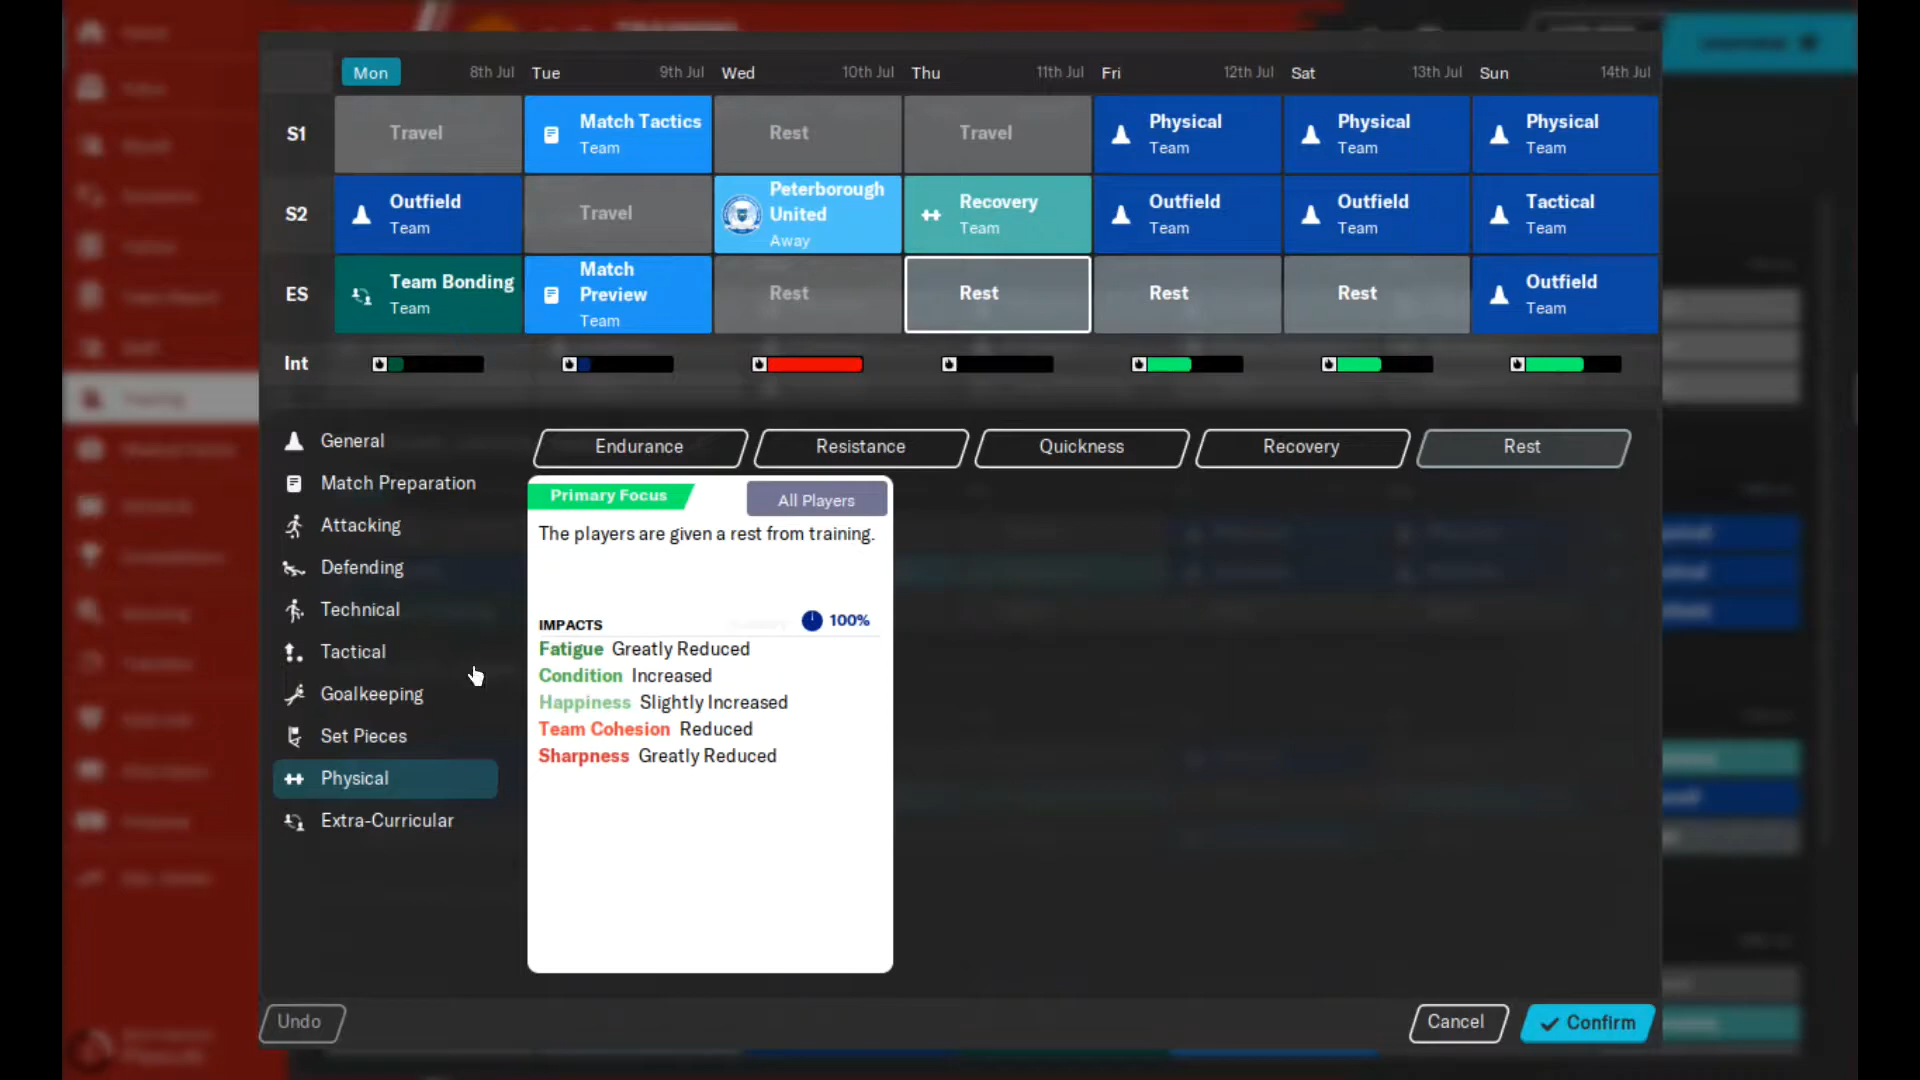 Mon 8th Jul Tue 9th Jul Wed 10th Jul Thu 11th Jul Fri 12th Jul Sat 13th Jul Sun 14th Jul
S1 Travel Match Tactics Team Rest Travel Physical Team Physical Team Physical Team
S2 Outfield Team Travel Peterborough United Away Recovery Team Outfield Team Outfield Team Tactical Team
ES Team Bonding Team Match Preview Team Rest Rest Rest Rest Outfield Team
Int
General
Match Preparation
Attacking
Defending
Technical
Tactical
Goalkeeping
Set Pieces
Physical
Extra-Curricular
Endurance Resistance Quickness Recovery Rest
Primary Focus All Players
The players are given a rest from training.
IMPACTS 100%
Fatigue Greatly Reduced
Condition Increased
Happiness Slightly Increased
Team Cohesion Reduced
Sharpness Greatly Reduced
Undo Cancel Confirm